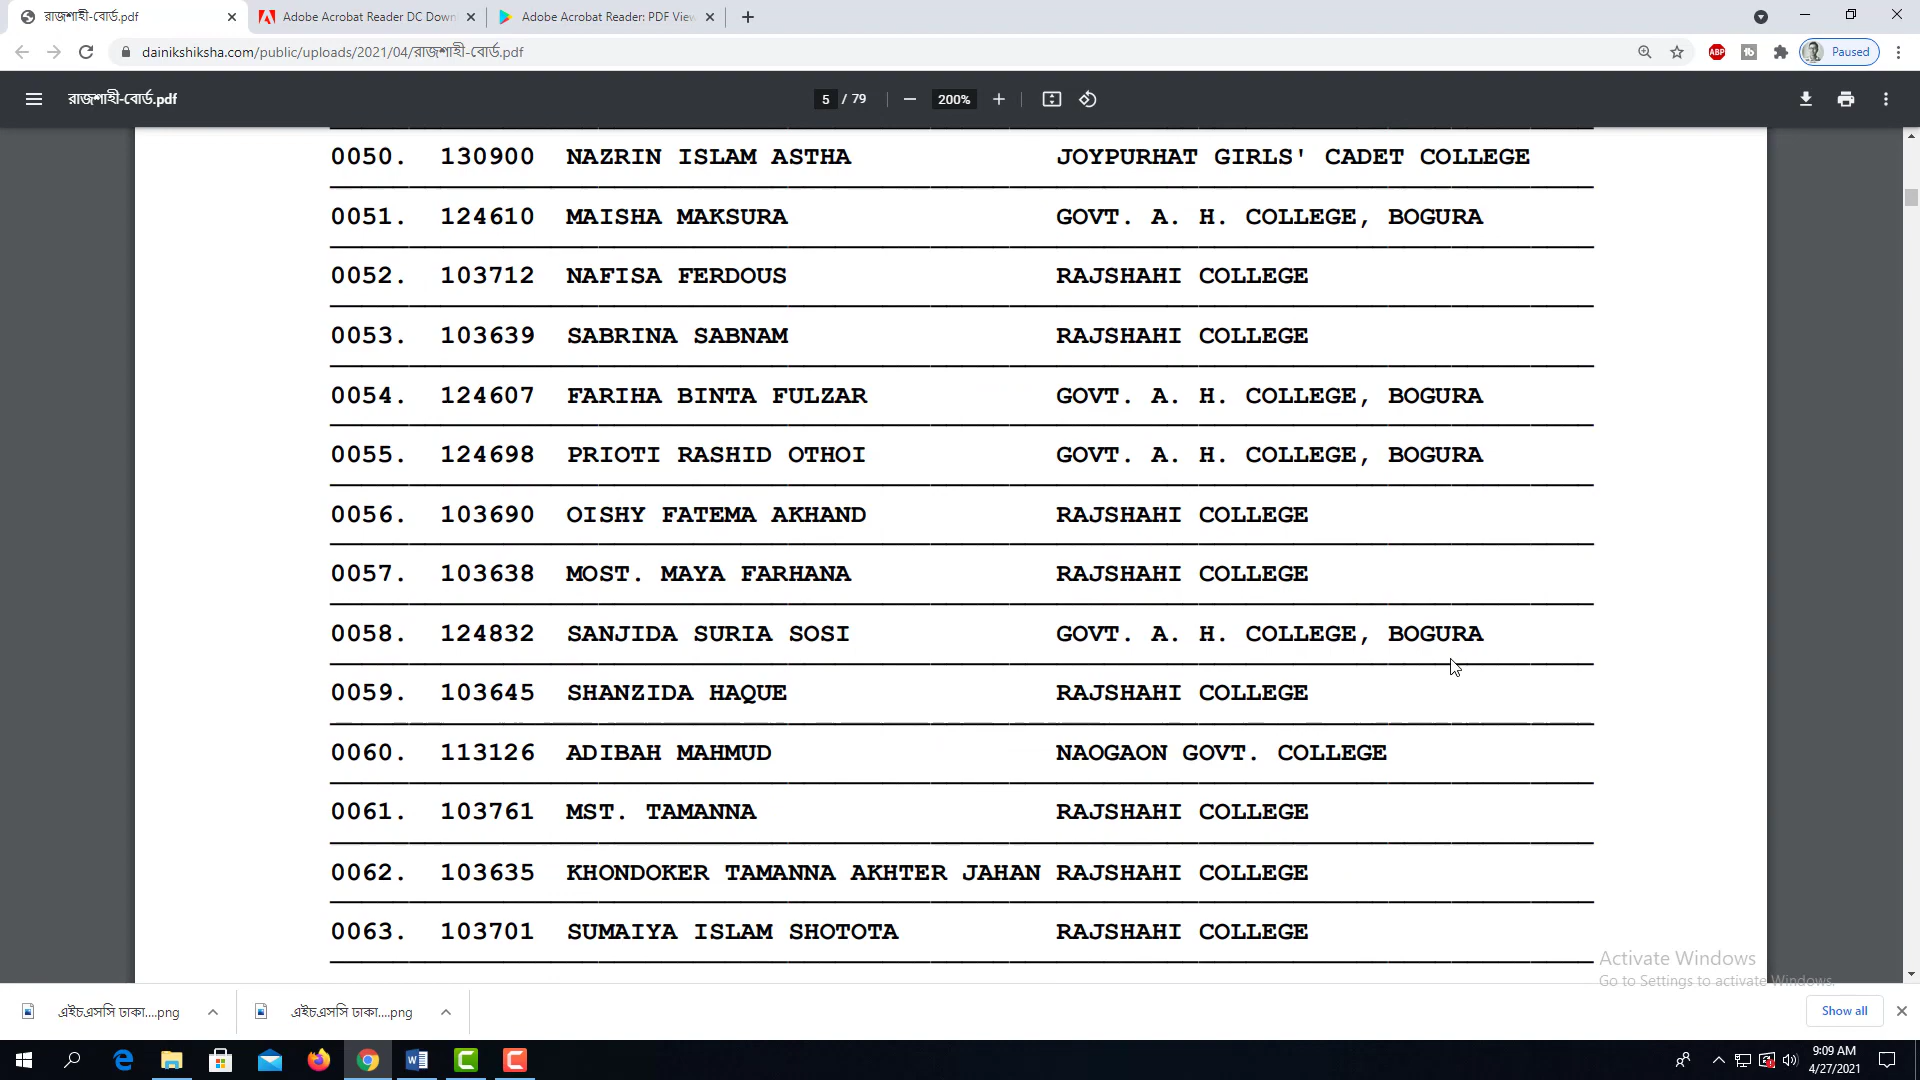 রাজশাহী-বোর্ড.pdf
Adobe Acrobat Reader DC Down
Adobe Acrobat Reader: PDF View
dainikshiksha.com/public/uploads/2021/04/রাজশাহী-বোর্ড.pdf
ABP
Paused
রাজশাহী-বোর্ড.pdf
5 / 79
200%
0050. 130900 NAZRIN ISLAM ASTHA JOYPURHAT GIRLS' CADET COLLEGE
0051. 124610 MAISHA MAKSURA GOVT. A. H. COLLEGE, BOGURA
0052. 103712 NAFISA FERDOUS RAJSHAHI COLLEGE
0053. 103639 SABRINA SABNAM RAJSHAHI COLLEGE
0054. 124607 FARIHA BINTA FULZAR GOVT. A. H. COLLEGE, BOGURA
0055. 124698 PRIOTI RASHID OTHOI GOVT. A. H. COLLEGE, BOGURA
0056. 103690 OISHY FATEMA AKHAND RAJSHAHI COLLEGE
0057. 103638 MOST. MAYA FARHANA RAJSHAHI COLLEGE
0058. 124832 SANJIDA SURIA SOSI GOVT. A. H. COLLEGE, BOGURA
0059. 103645 SHANZIDA HAQUE RAJSHAHI COLLEGE
0060. 113126 ADIBAH MAHMUD NAOGAON GOVT. COLLEGE
0061. 103761 MST. TAMANNA RAJSHAHI COLLEGE
0062. 103635 KHONDOKER TAMANNA AKHTER JAHAN RAJSHAHI COLLEGE
0063. 103701 SUMAIYA ISLAM SHOTOTA RAJSHAHI COLLEGE
Activate Windows
Go to Settings to activate Windows.
এইচএসসি ঢাকা....png
এইচএসসি ঢাকা....png
Show all
9:09 AM
4/27/2021